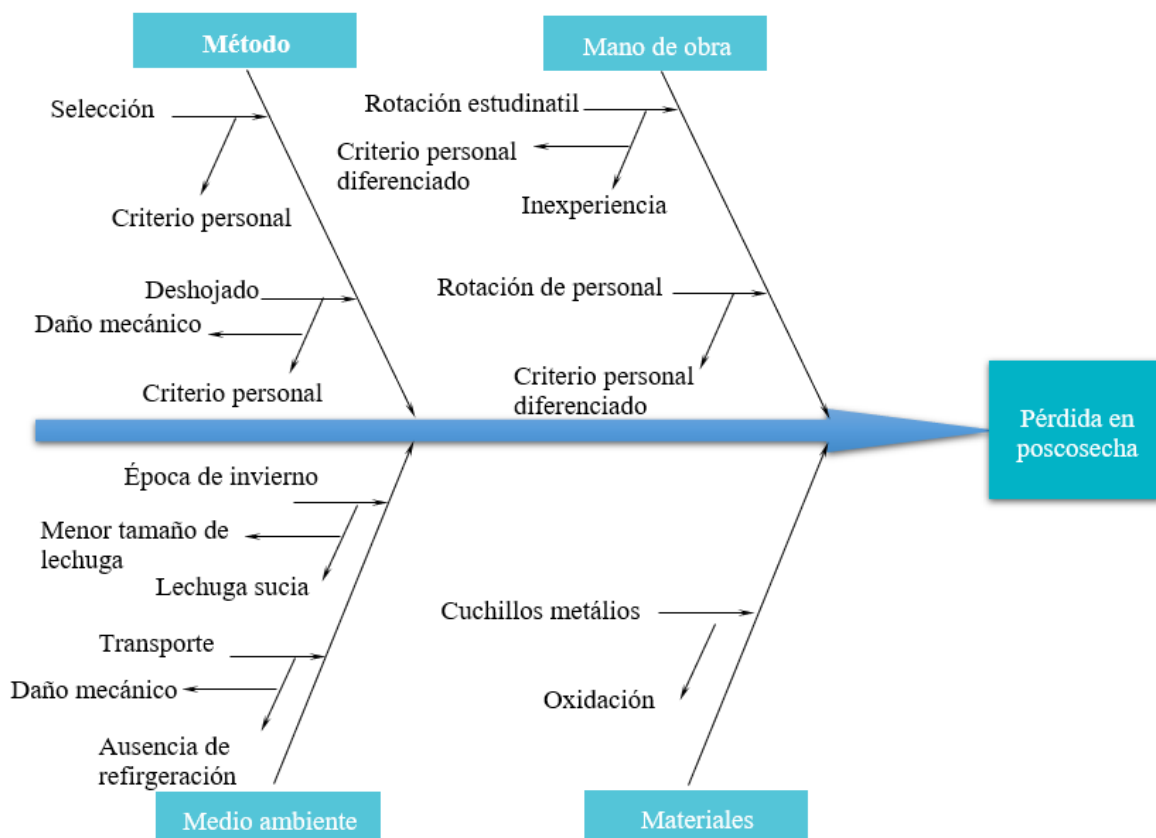 Método
Mano de obra
Selección
Criterio personal
Deshojado
Daño mecánico
Criterio personal
Rotación estudinatil
Criterio personal
diferenciado
Inexperiencia
Rotación de personal
Criterio personal
diferenciado
Pérdida en
poscosecha
Época de invierno
Menor tamaño de
lechuga
Lechuga sucia
Transporte
Daño mecánico
Ausencia de
refirgeración
Cuchillos metálios
Oxidación
Medio ambiente
Materiales